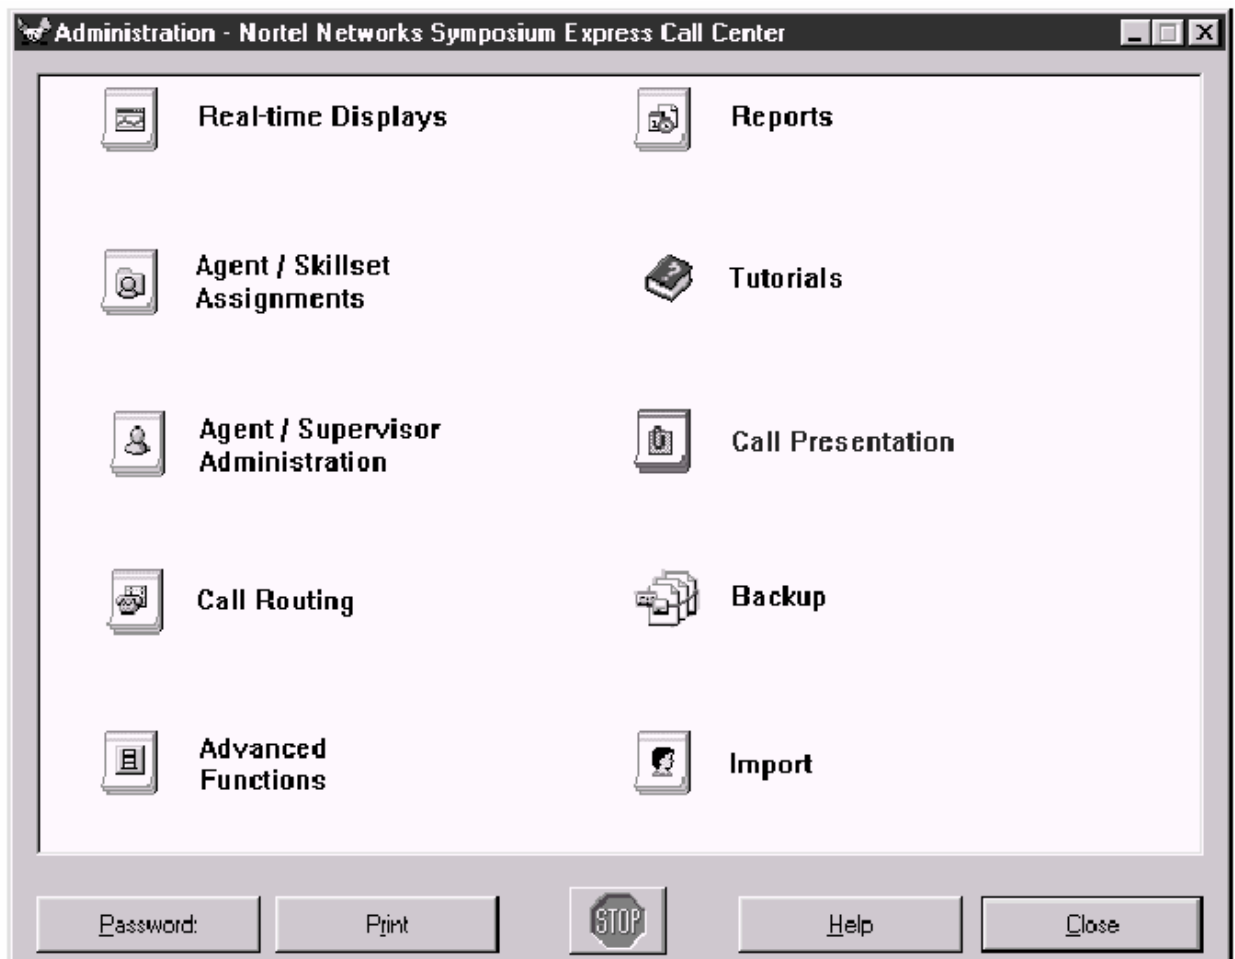 Administration - Nortel Networks Symposium Express Call Center
Real-time Displays
Reports
Agent / Skillset
Assignments
Tutorials
Agent / Supervisor
Administration
Call Presentation
Call Routing
Backup
Advanced
Functions
Import
Password:
Print
STOP
Help
Close